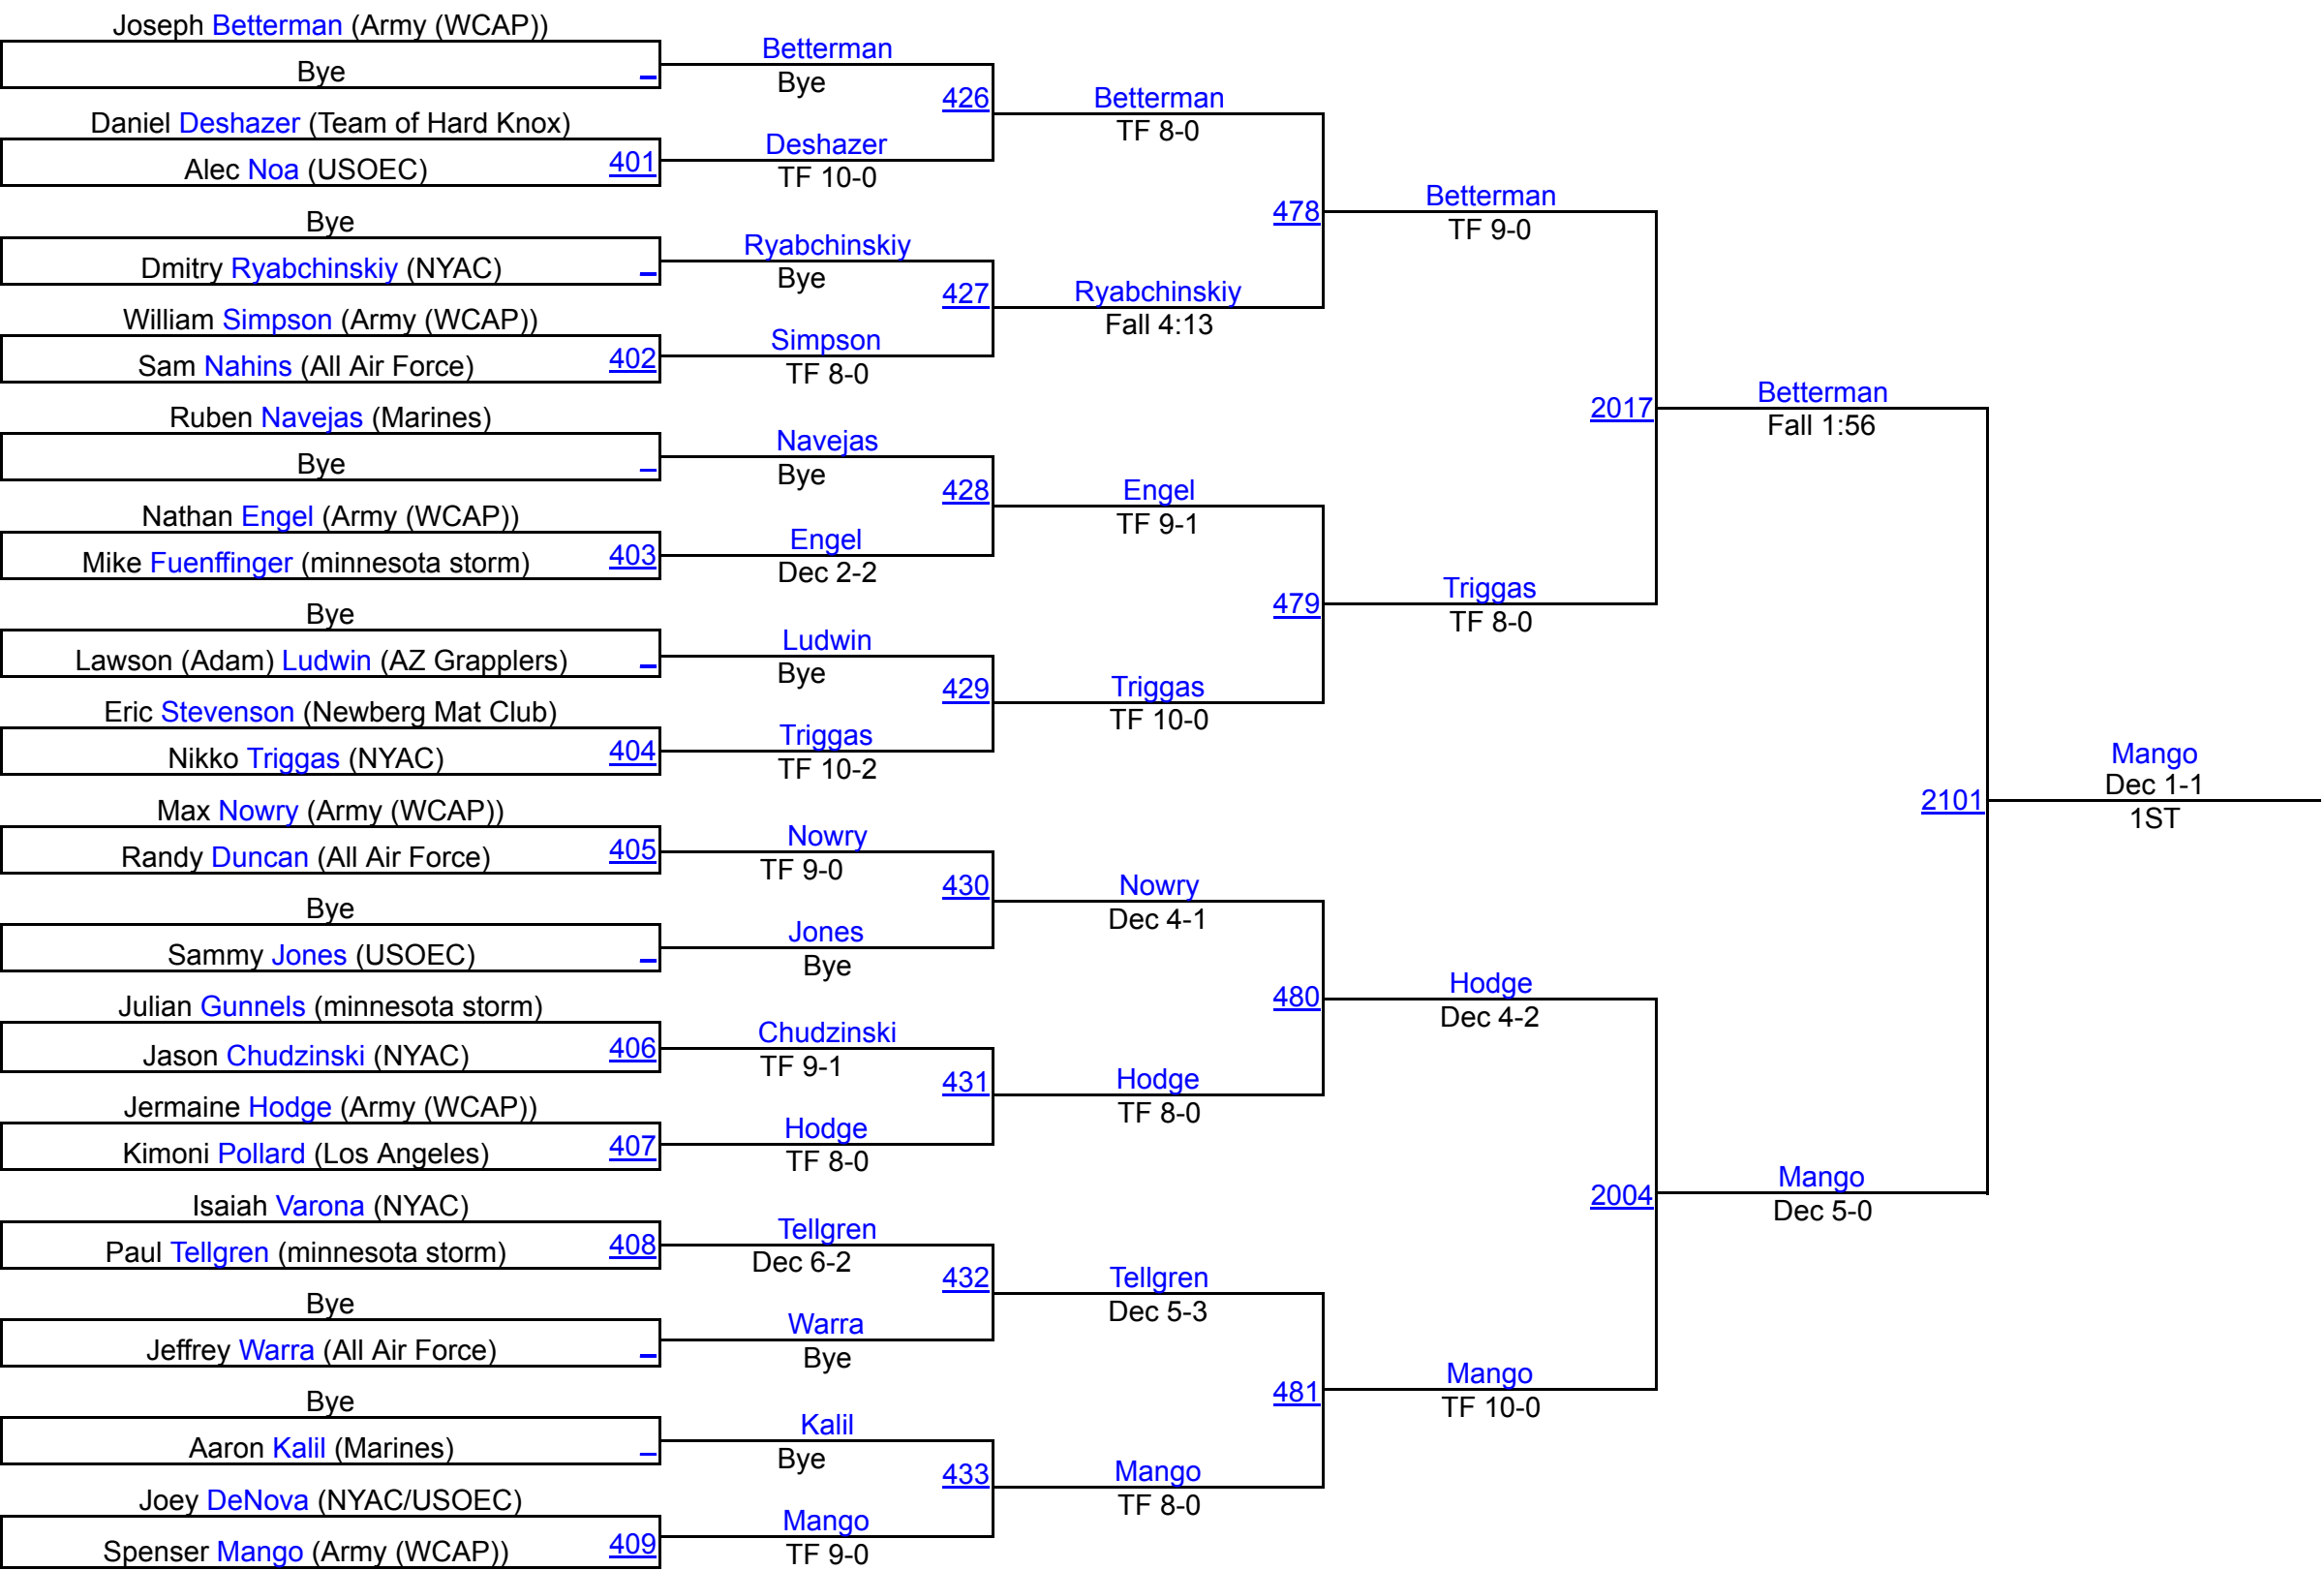 Joseph Betterman (Army (WCAP))
Bye
Daniel Deshazer (Team of Hard Knox)
Alec Noa (USOEC) 401
Bye
Dmitry Ryabchinskiy (NYAC)
William Simpson (Army (WCAP))
Sam Nahins (All Air Force) 402
Ruben Navejas (Marines)
Bye
Nathan Engel (Army (WCAP))
Mike Fuenffinger (minnesota storm) 403
Bye
Lawson (Adam) Ludwin (AZ Grapplers)
Eric Stevenson (Newberg Mat Club)
Nikko Triggas (NYAC) 404
Max Nowry (Army (WCAP))
Randy Duncan (All Air Force) 405
Bye
Sammy Jones (USOEC)
Julian Gunnels (minnesota storm)
Jason Chudzinski (NYAC) 406
Jermaine Hodge (Army (WCAP))
Kimoni Pollard (Los Angeles) 407
Isaiah Varona (NYAC)
Paul Tellgren (minnesota storm) 408
Bye
Jeffrey Warra (All Air Force)
Bye
Aaron Kalil (Marines)
Joey DeNova (NYAC/USOEC)
Spenser Mango (Army (WCAP)) 409
Betterman
Bye
426
Deshazer
TF 10-0
Ryabchinskiy
Bye
427
Simpson
TF 8-0
Navejas
Bye
428
Engel
Dec 2-2
Ludwin
Bye
429
Triggas
TF 10-2
Nowry
TF 9-0
430
Jones
Bye
Chudzinski
TF 9-1
431
Hodge
TF 8-0
Tellgren
Dec 6-2
432
Warra
Bye
Kalil
Bye
433
Mango
TF 9-0
Betterman
TF 8-0
478
Ryabchinskiy
Fall 4:13
Engel
TF 9-1
479
Triggas
TF 10-0
Nowry
Dec 4-1
480
Hodge
TF 8-0
Tellgren
Dec 5-3
481
Mango
TF 8-0
Betterman
TF 9-0
2017
Triggas
TF 8-0
Hodge
Dec 4-2
2004
Mango
TF 10-0
Betterman
Fall 1:56
2101
Mango
Dec 5-0
Mango
Dec 1-1
1ST